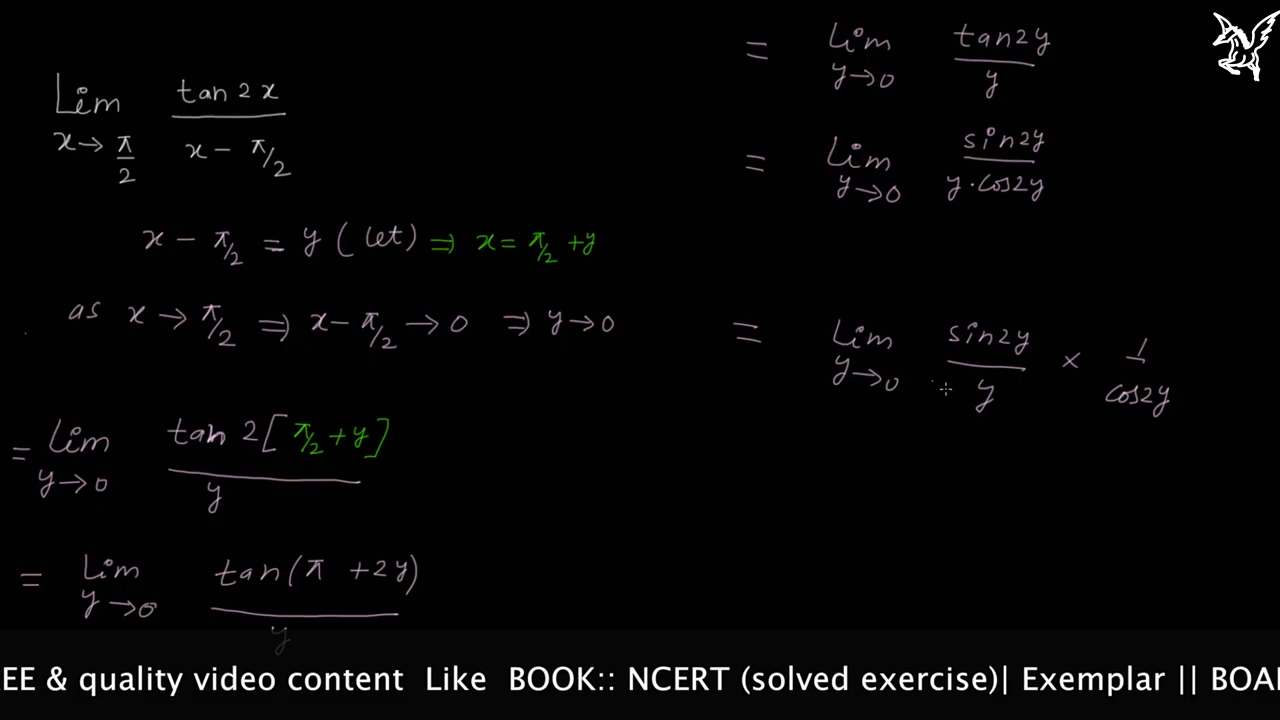 Lim tan 2x / x - π/2
x → π/2
x - π/2 = y (let) ⇒ x = π/2 + y
as x → π/2 ⇒ x - π/2 → 0 ⇒ y → 0
= lim tan 2[π/2 + y] / y
y → 0
= lim tan(π + 2y) / y
y → 0
= lim tan2y / y
y → 0
= lim sin2y / y·cos2y
y → 0
= lim sin2y / y × 1 / cos2y
y → 0
EE & quality video content Like BOOK:: NCERT (solved exercise)| Exemplar || BOA